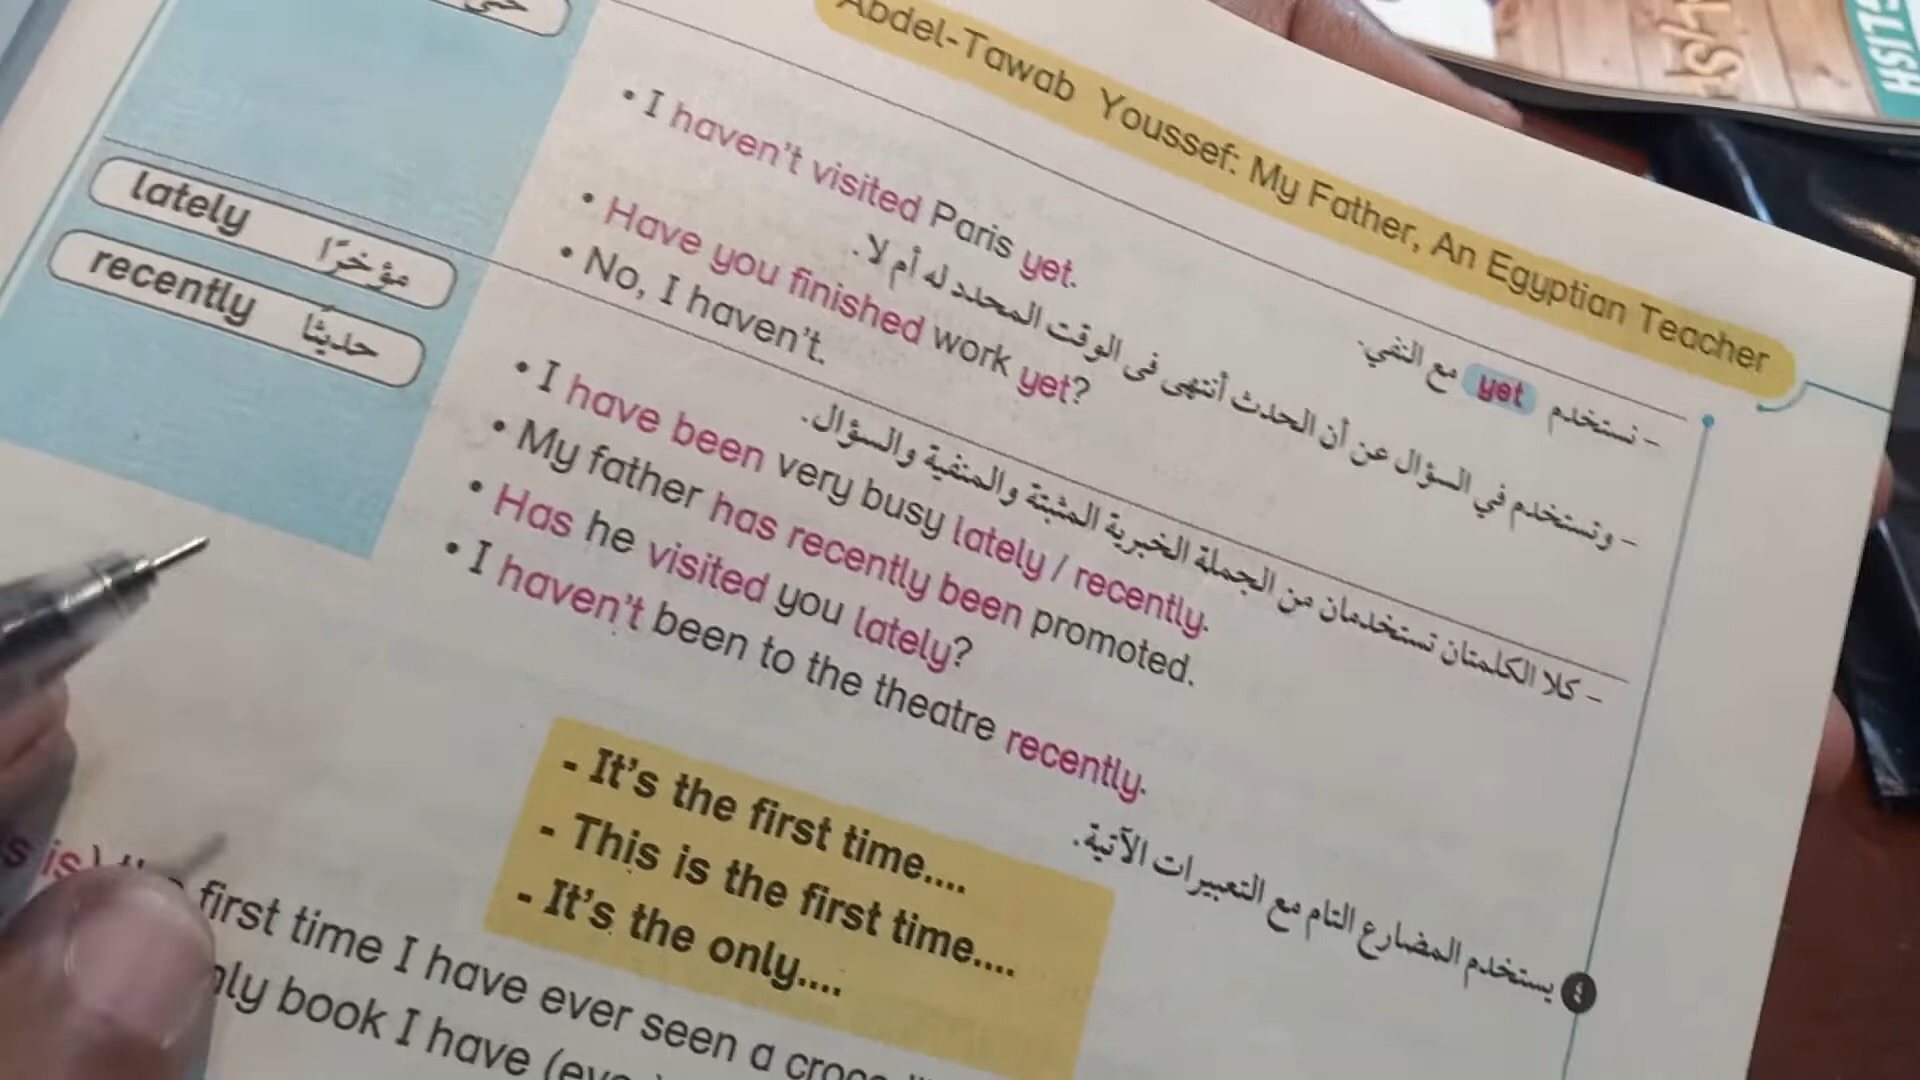 Abdel-Tawab Youssef: My Father, An Egyptian Teacher
- نستخدم yet مع النفي.
• I haven't visited Paris yet.
- ونستخدم في السؤال عن أن الحدث أنتهى فى الوقت المحدد له أم لا.
• Have you finished work yet?
• No, I haven't.
lately مؤخرًا
recently حديثًا
- كلا الكلمتان تستخدمان من الجملة الخبرية المثبتة والمنفية والسؤال.
• I have been very busy lately / recently.
• My father has recently been promoted.
• Has he visited you lately?
• I haven't been to the theatre recently.
٤ يستخدم المضارع التام مع التعبيرات الآتية.
- It's the first time....
- This is the first time....
- It's the only....
is) first time I have ever seen a
book I have